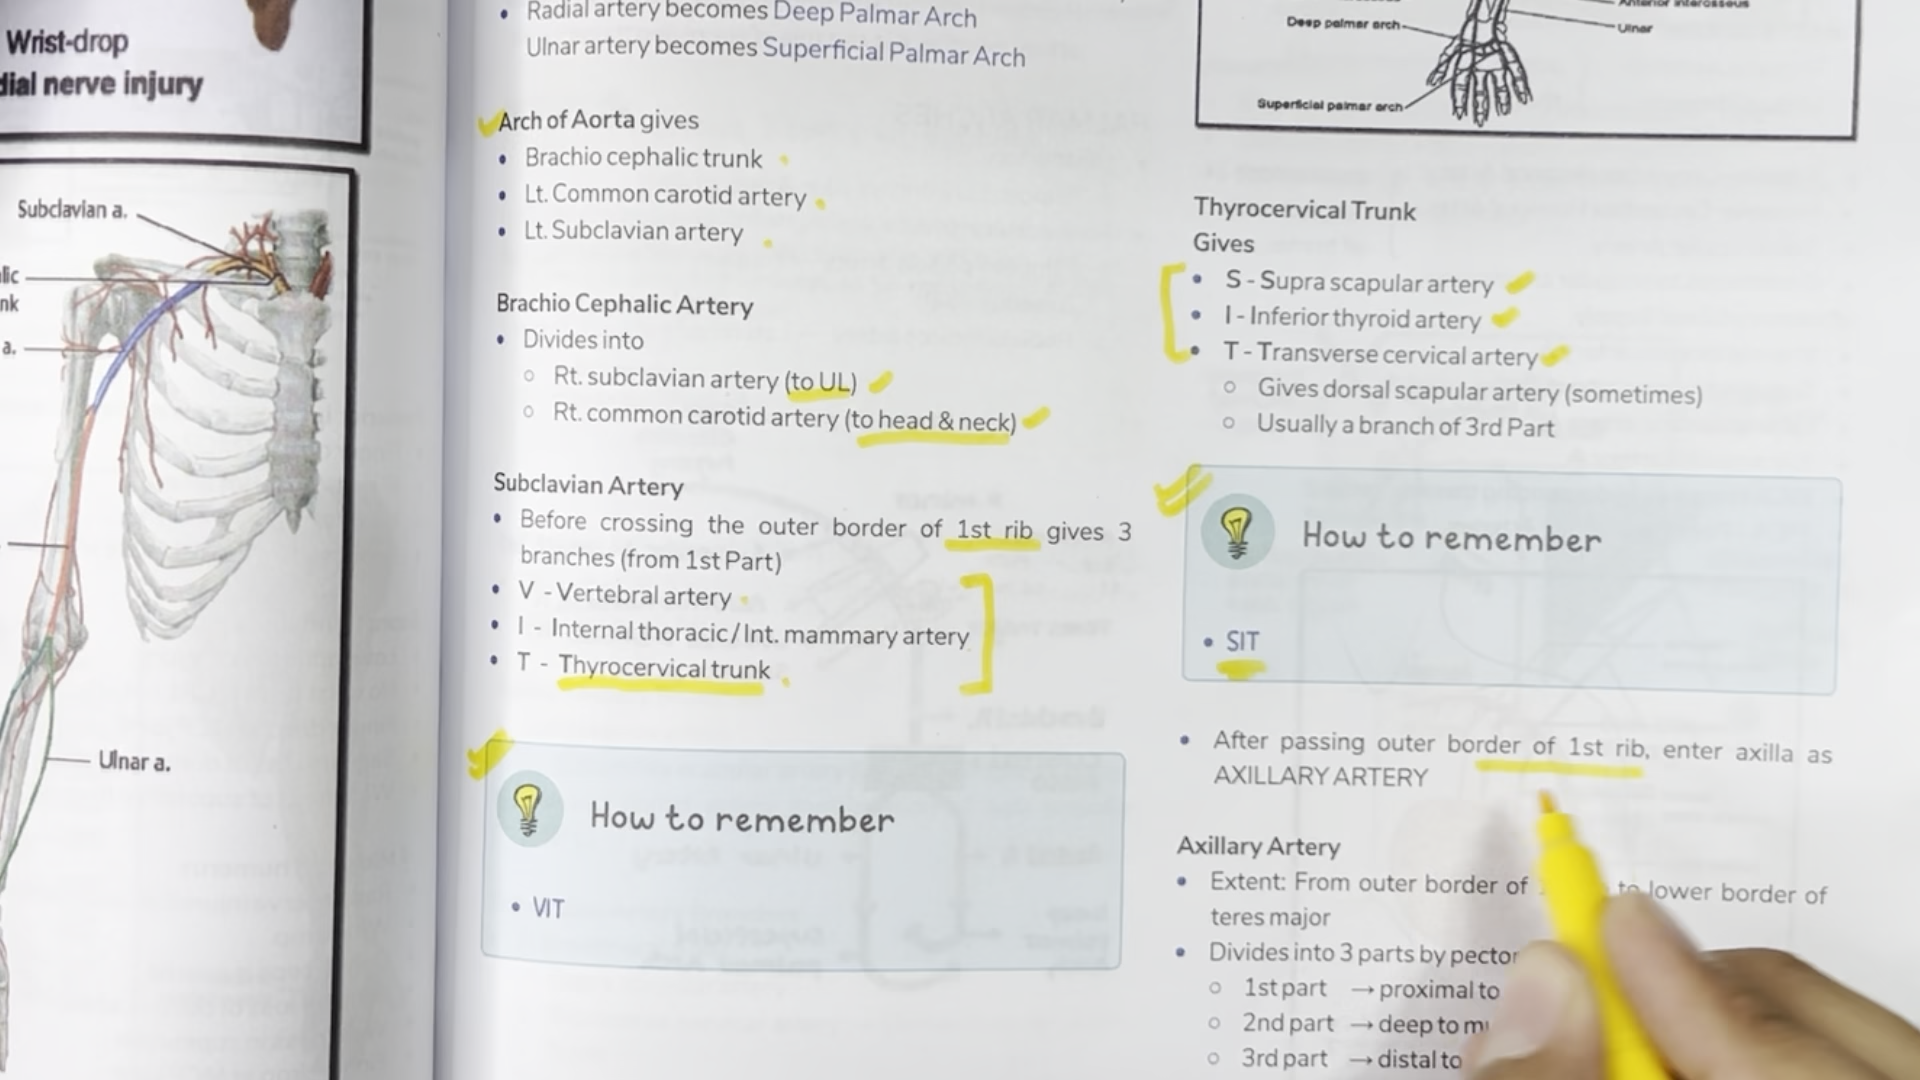 Wrist-drop
dial nerve injury
Subclavian a.
a.
Ulnar a.
• Radial artery becomes Deep Palmar Arch
Ulnar artery becomes Superficial Palmar Arch
Arch of Aorta gives
• Brachio cephalic trunk
• Lt. Common carotid artery
• Lt. Subclavian artery
Brachio Cephalic Artery
• Divides into
○ Rt. subclavian artery (to UL)
○ Rt. common carotid artery (to head & neck)
Subclavian Artery
• Before crossing the outer border of 1st rib gives 3
branches (from 1st Part)
• V - Vertebral artery
• I - Internal thoracic / Int. mammary artery
• T - Thyrocervical trunk
How to remember
• VIT
Anterior interosseus
Deep palmar arch
Ulnar
Superficial palmar arch
Thyrocervical Trunk
Gives
• S - Supra scapular artery
• I - Inferior thyroid artery
• T - Transverse cervical artery
○ Gives dorsal scapular artery (sometimes)
○ Usually a branch of 3rd Part
How to remember
• SIT
• After passing outer border of 1st rib, enter axilla as
AXILLARY ARTERY
Axillary Artery
• Extent: From outer border of to lower border of
teres major
• Divides into 3 parts by pector
○ 1st part → proximal to
○ 2nd part → deep to
○ 3rd part → distal to